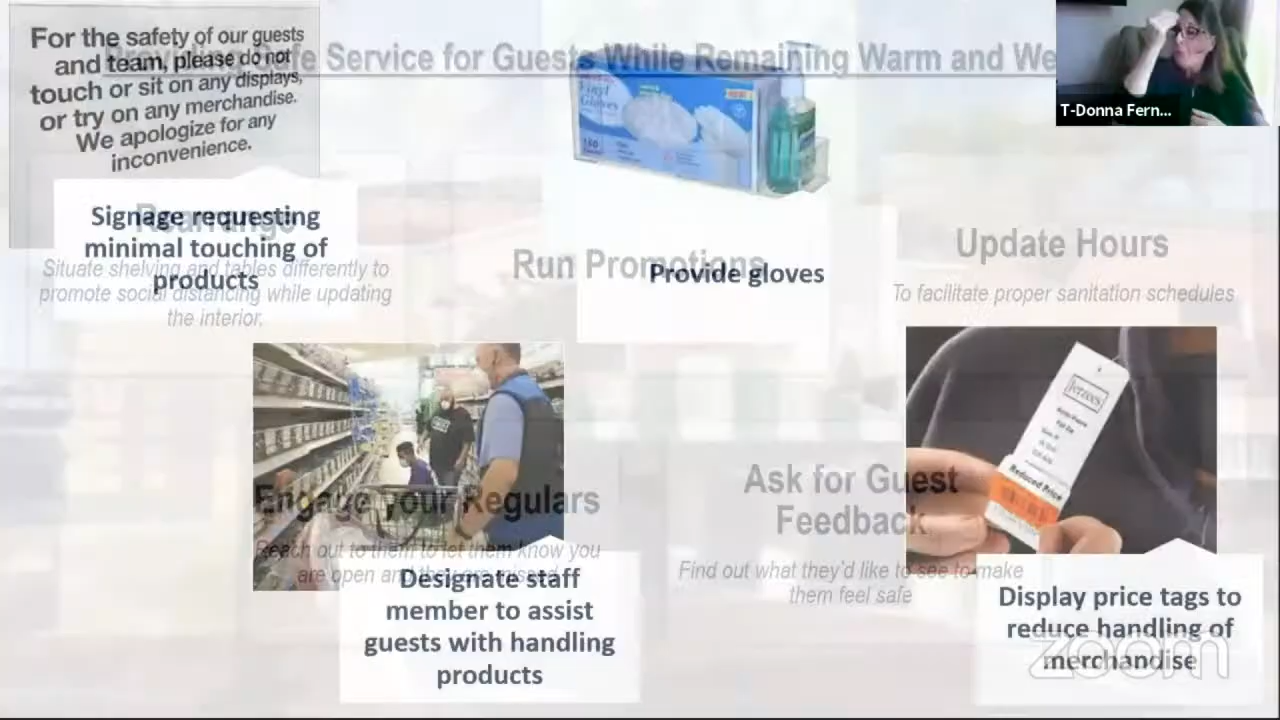 For the safety of our guests
and team, please do not
touch or sit on any displays,
or try on any merchandise.
We apologize for any
inconvenience.
Providing Safe Service for Guests While Remaining Warm and We
T-Donna Fern...
Vinyl
Gloves
150
Rearrange
Situate shelving and tables differently to
promote social distancing while updating
the interior.
Signage requesting
minimal touching of
products
Run Promotions
Provide gloves
Update Hours
To facilitate proper sanitation schedules
Engage your Regulars
Reach out to them to let them know you
are open and they are missed
Designate staff
member to assist
guests with handling
products
Ask for Guest
Feedback
Find out what they'd like to see to make
them feel safe
Jerzees
Reduced Price
Display price tags to
reduce handling of
merchandise
zoom